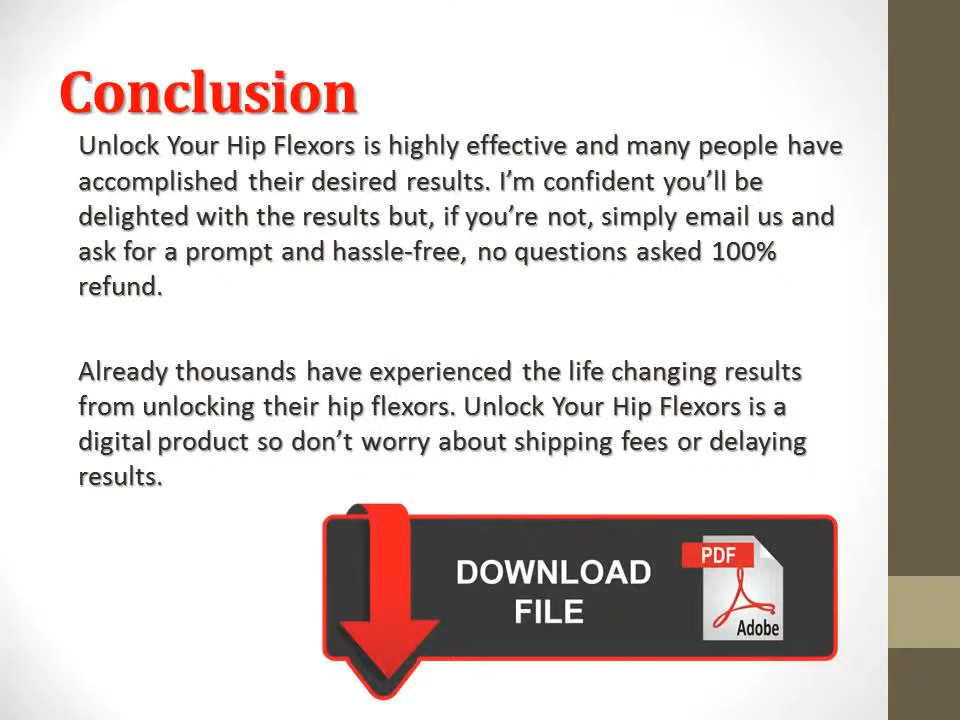 Conclusion
Unlock Your Hip Flexors is highly effective and many people have
accomplished their desired results. I’m confident you’ll be
delighted with the results but, if you’re not, simply email us and
ask for a prompt and hassle-free, no questions asked 100%
refund.
Already thousands have experienced the life changing results
from unlocking their hip flexors. Unlock Your Hip Flexors is a
digital product so don’t worry about shipping fees or delaying
results.
DOWNLOAD
FILE
PDF
Adobe